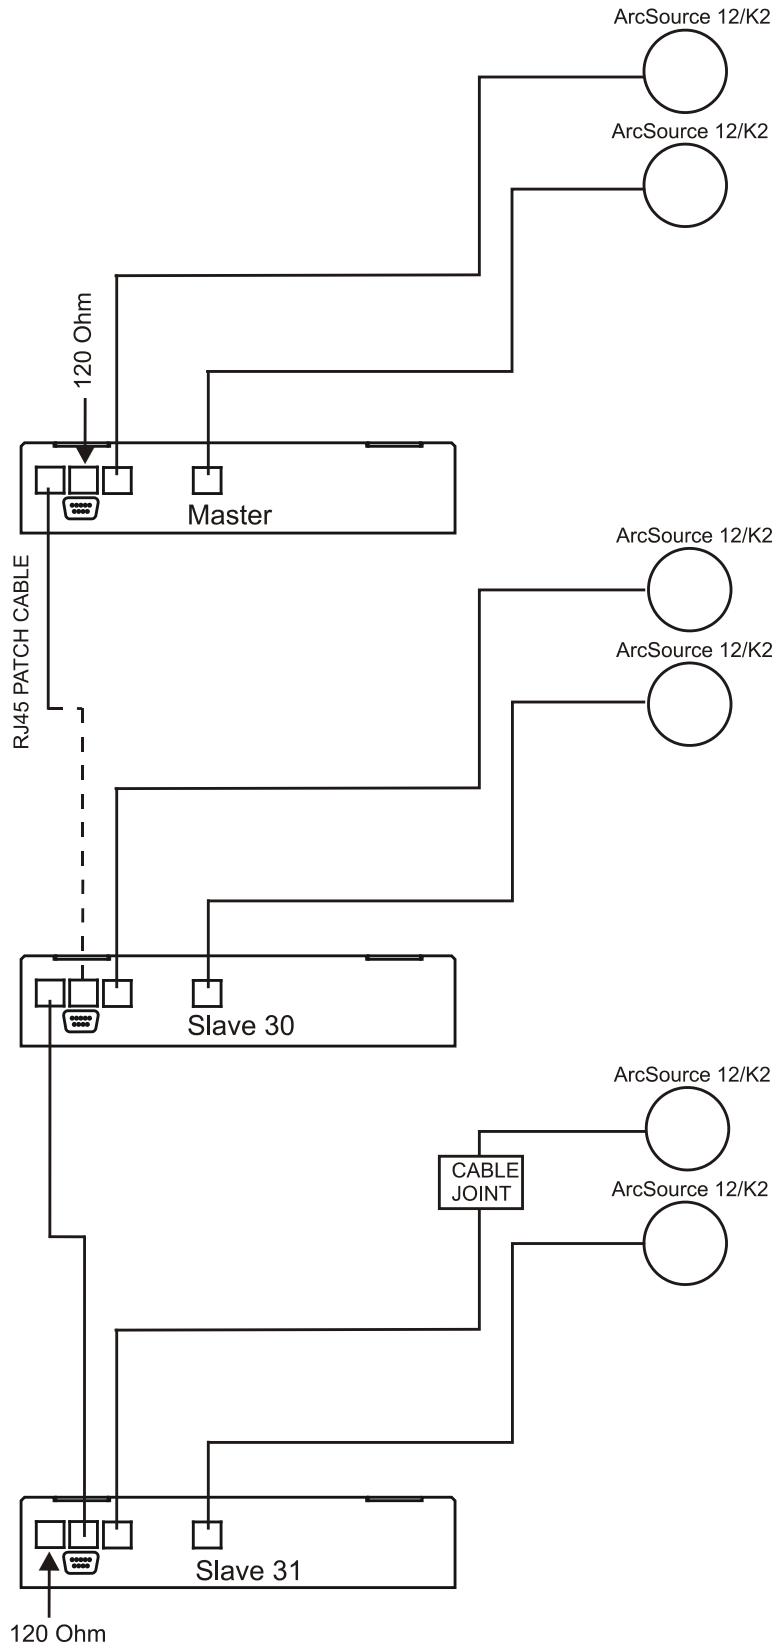 ArcSource 12/K2
ArcSource 12/K2
120 Ohm
Master
RJ45 PATCH CABLE
ArcSource 12/K2
ArcSource 12/K2
Slave 30
ArcSource 12/K2
CABLE
JOINT
ArcSource 12/K2
Slave 31
120 Ohm